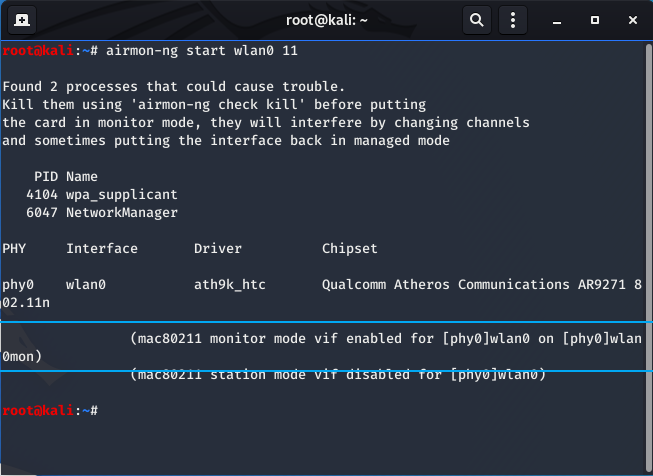 root@kali: ~
root@kali:~# airmon-ng start wlan0 11
Found 2 processes that could cause trouble.
Kill them using 'airmon-ng check kill' before putting
the card in monitor mode, they will interfere by changing channels
and sometimes putting the interface back in managed mode
PID Name
4104 wpa_supplicant
6047 NetworkManager
PHY Interface Driver Chipset
phy0 wlan0 ath9k_htc Qualcomm Atheros Communications AR9271 8
02.11n
(mac80211 monitor mode vif enabled for [phy0]wlan0 on [phy0]wlan
0mon)
(mac80211 station mode vif disabled for [phy0]wlan0)
root@kali:~#